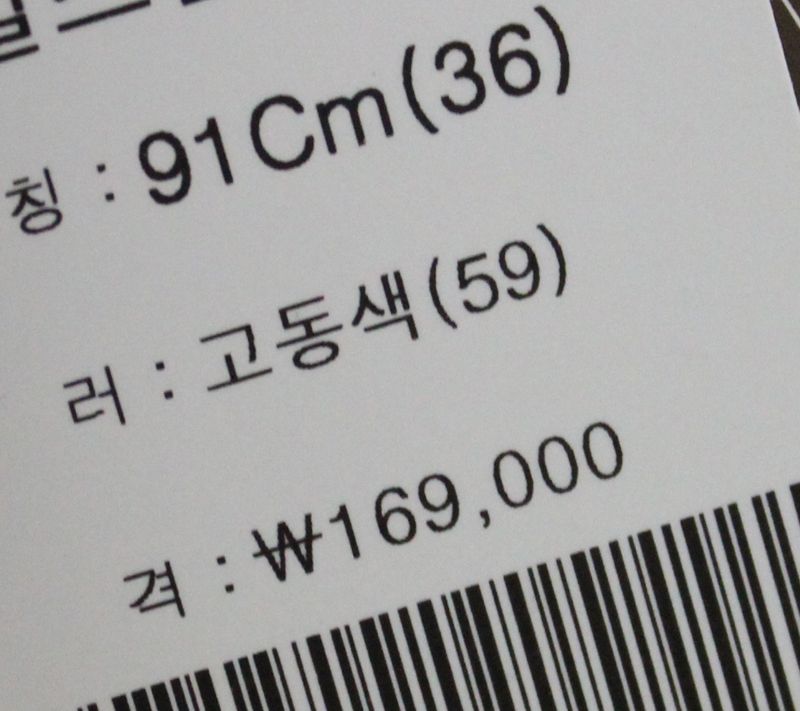 칭 : 91Cm(36)
러 : 고동색(59)
격 : ₩169,000